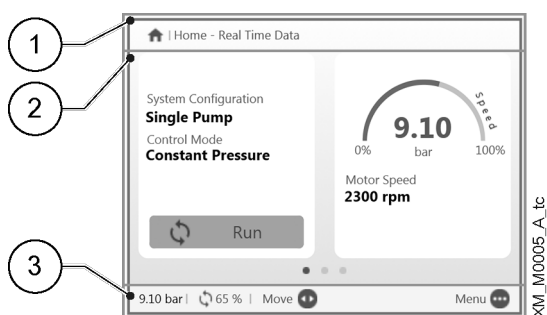 1
| Home - Real Time Data
2
System Configuration
Single Pump
Control Mode
Constant Pressure
Run
Speed
9.10
0%
bar
100%
Motor Speed
2300 rpm
3
9.10 bar | 65 % | Move
Menu
XM_M0005_A_tc